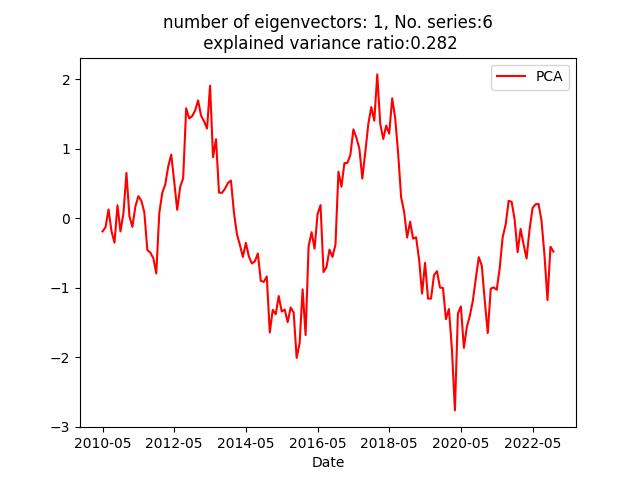 number of eigenvectors: 1, No. series:6
explained variance ratio:0.282
PCA
2
1
0
−1
−2
−3
2010-05 2012-05 2014-05 2016-05 2018-05 2020-05 2022-05
Date